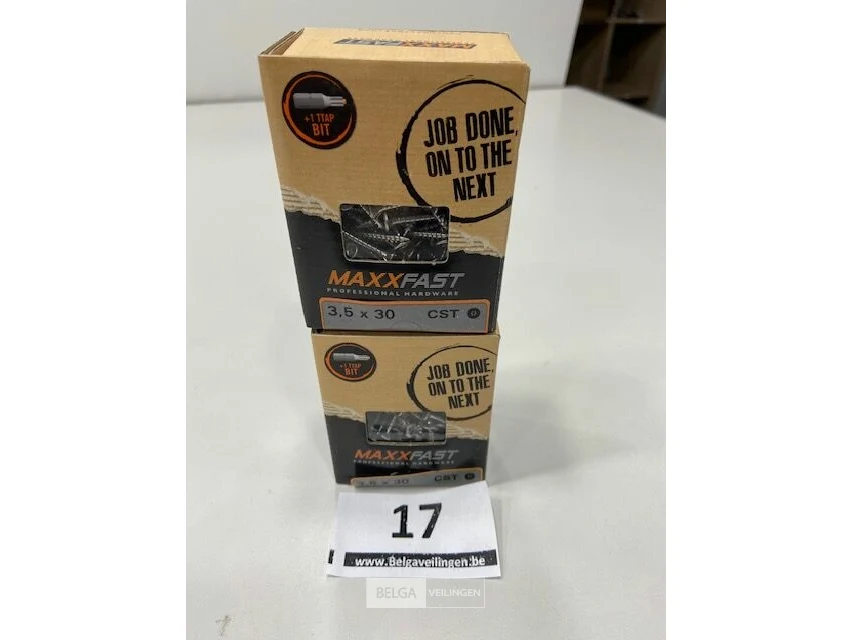 MAXXFAST
+1 TTAP
BIT
JOB DONE,
ON TO THE
NEXT
MAXXFAST
PROFESSIONAL HARDWARE
3,5 x 30 CST
+1 TTAP
BIT
JOB DONE,
ON TO THE
NEXT
MAXXFAST
PROFESSIONAL HARDWARE
3,5 x 30 CST
17
www.Belgaveilingen.be
BELGA VEILINGEN